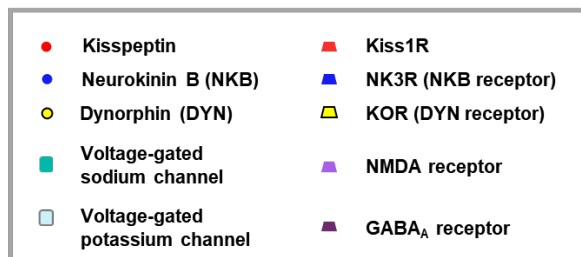 Kisspeptin
Neurokinin B (NKB)
Dynorphin (DYN)
Voltage-gated
sodium channel
Voltage-gated
potassium channel
Kiss1R
NK3R (NKB receptor)
KOR (DYN receptor)
NMDA receptor
GABA_A receptor